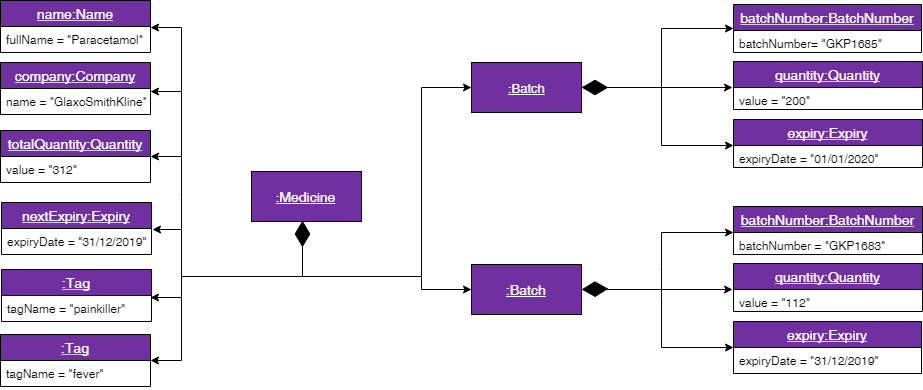 name:Name
fullName = "Paracetamol"
company:Company
name = "GlaxoSmithKline"
totalQuantity:Quantity
value = "312"
nextExpiry:Expiry
expiryDate = "31/12/2019"
:Tag
tagName = "painkiller"
:Tag
tagName = "fever"
:Medicine
:Batch
batchNumber:BatchNumber
batchNumber= "GKP1685"
quantity:Quantity
value = "200"
expiry:Expiry
expiryDate = "01/01/2020"
:Batch
batchNumber:BatchNumber
batchNumber = "GKP1683"
quantity:Quantity
value = "112"
expiry:Expiry
expiryDate = "31/12/2019"